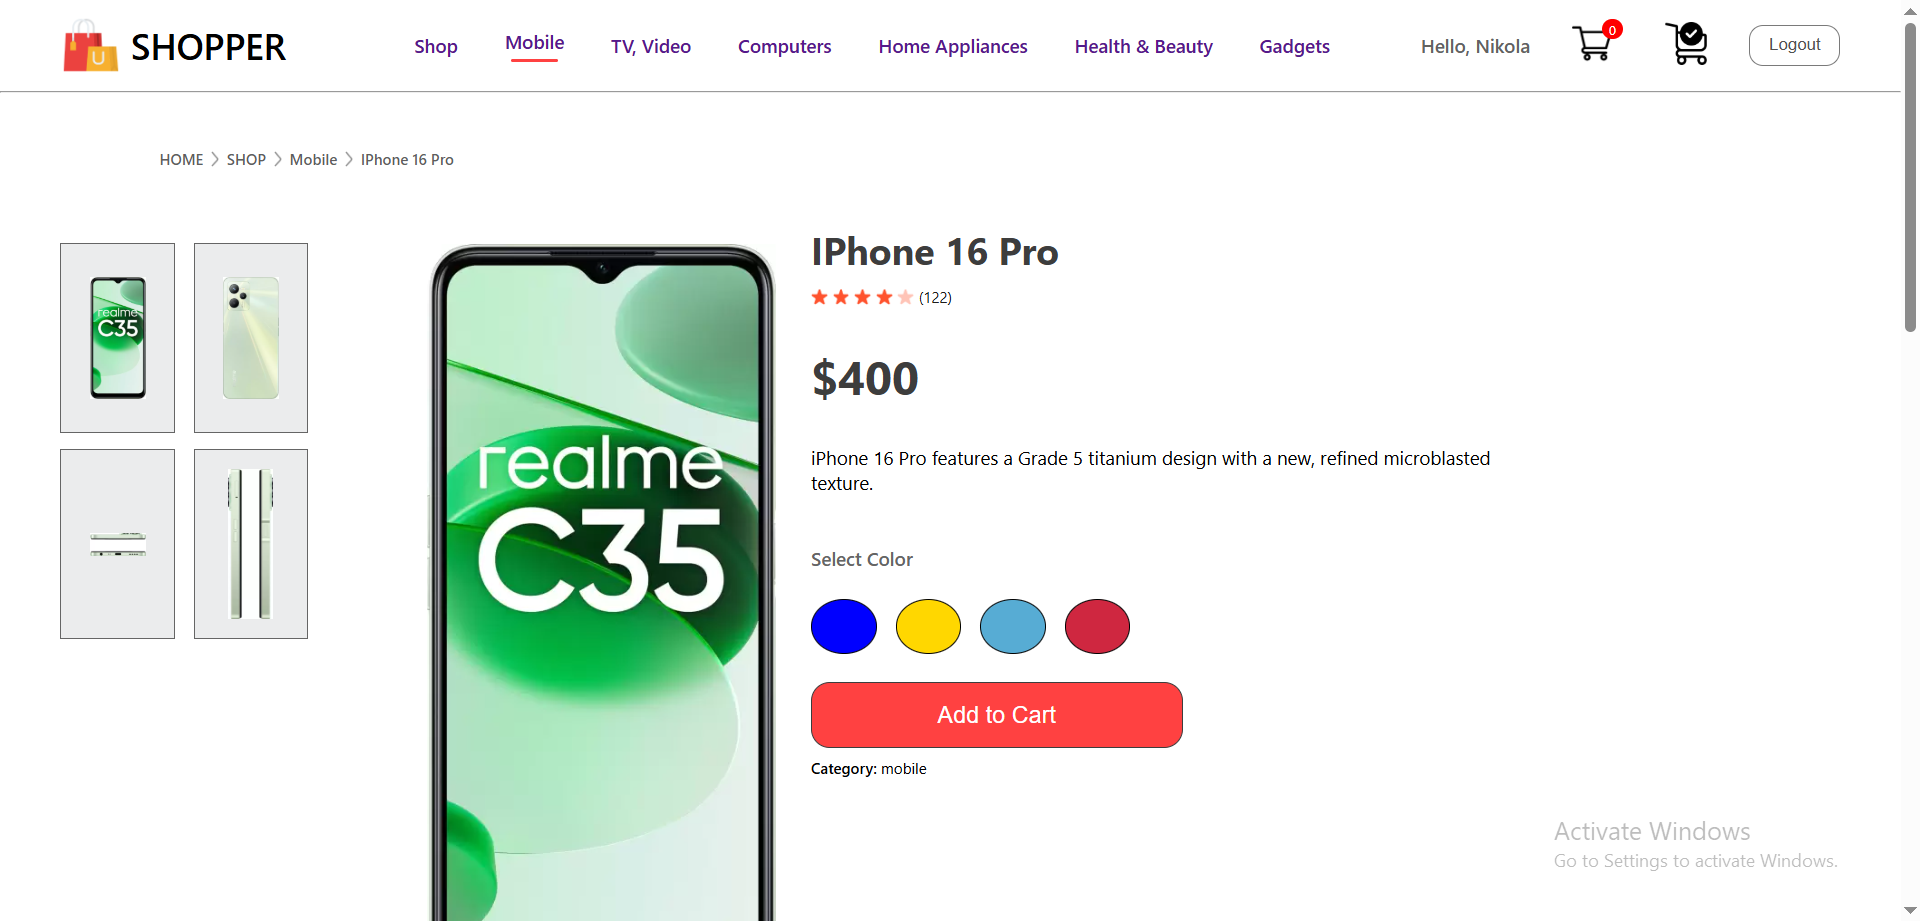 SHOPPER
Shop Mobile TV, Video Computers Home Appliances Health & Beauty Gadgets Hello, Nikola 0 Logout
HOME SHOP Mobile IPhone 16 Pro
realme
C35
realme
C35
IPhone 16 Pro
(122)
$400
iPhone 16 Pro features a Grade 5 titanium design with a new, refined microblasted
texture.
Select Color
Add to Cart
Category: mobile
Activate Windows
Go to Settings to activate Windows.